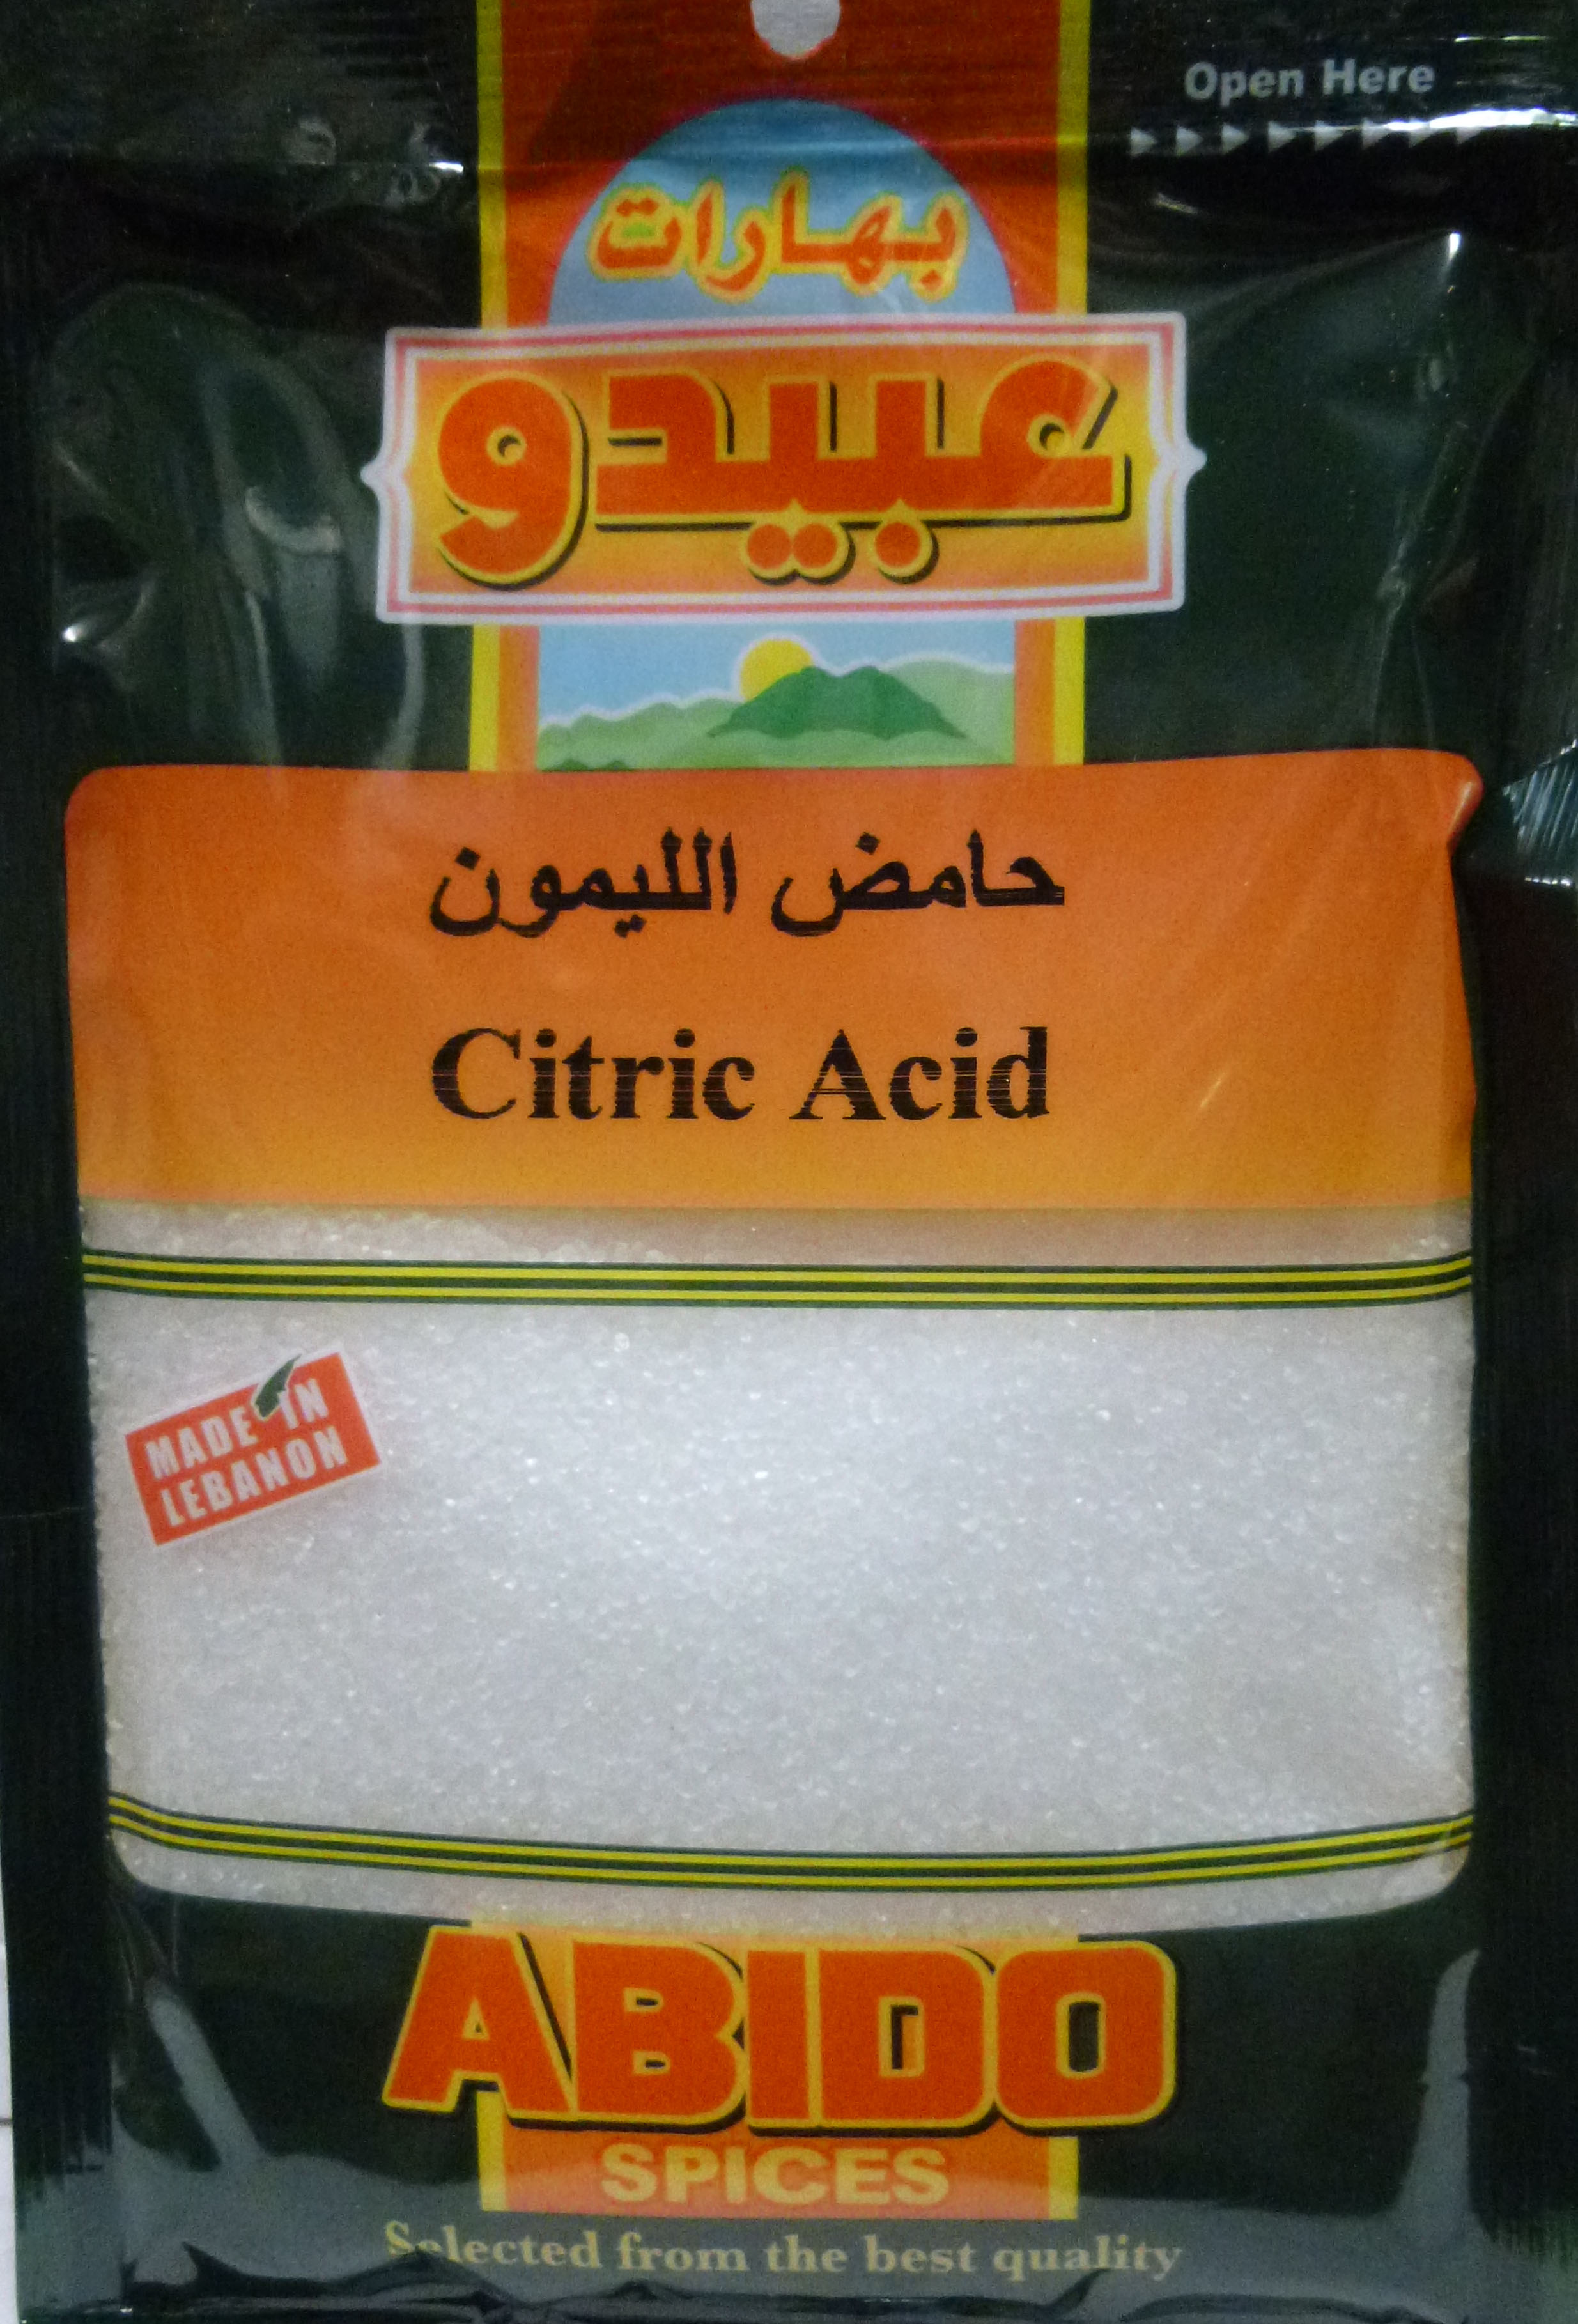 Open Here
بهارات
عبيدو
حامض الليمون
Citric Acid
MADE IN
LEBANON
ABIDO
SPICES
Selected from the best quality